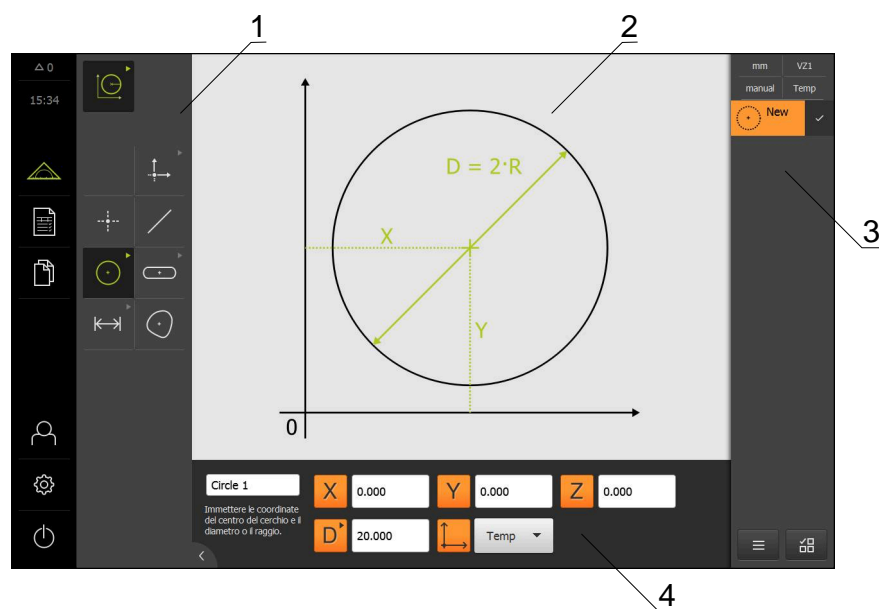 1
2
△ 0
15:34
mm VZ1
manual Temp
New
D = 2·R
X
3
Y
0
Circle 1
X 0.000 Y 0.000 Z 0.000
Immettere le coordinate
del centro del cerchio e il
diametro o il raggio.
D 20.000 Temp
4